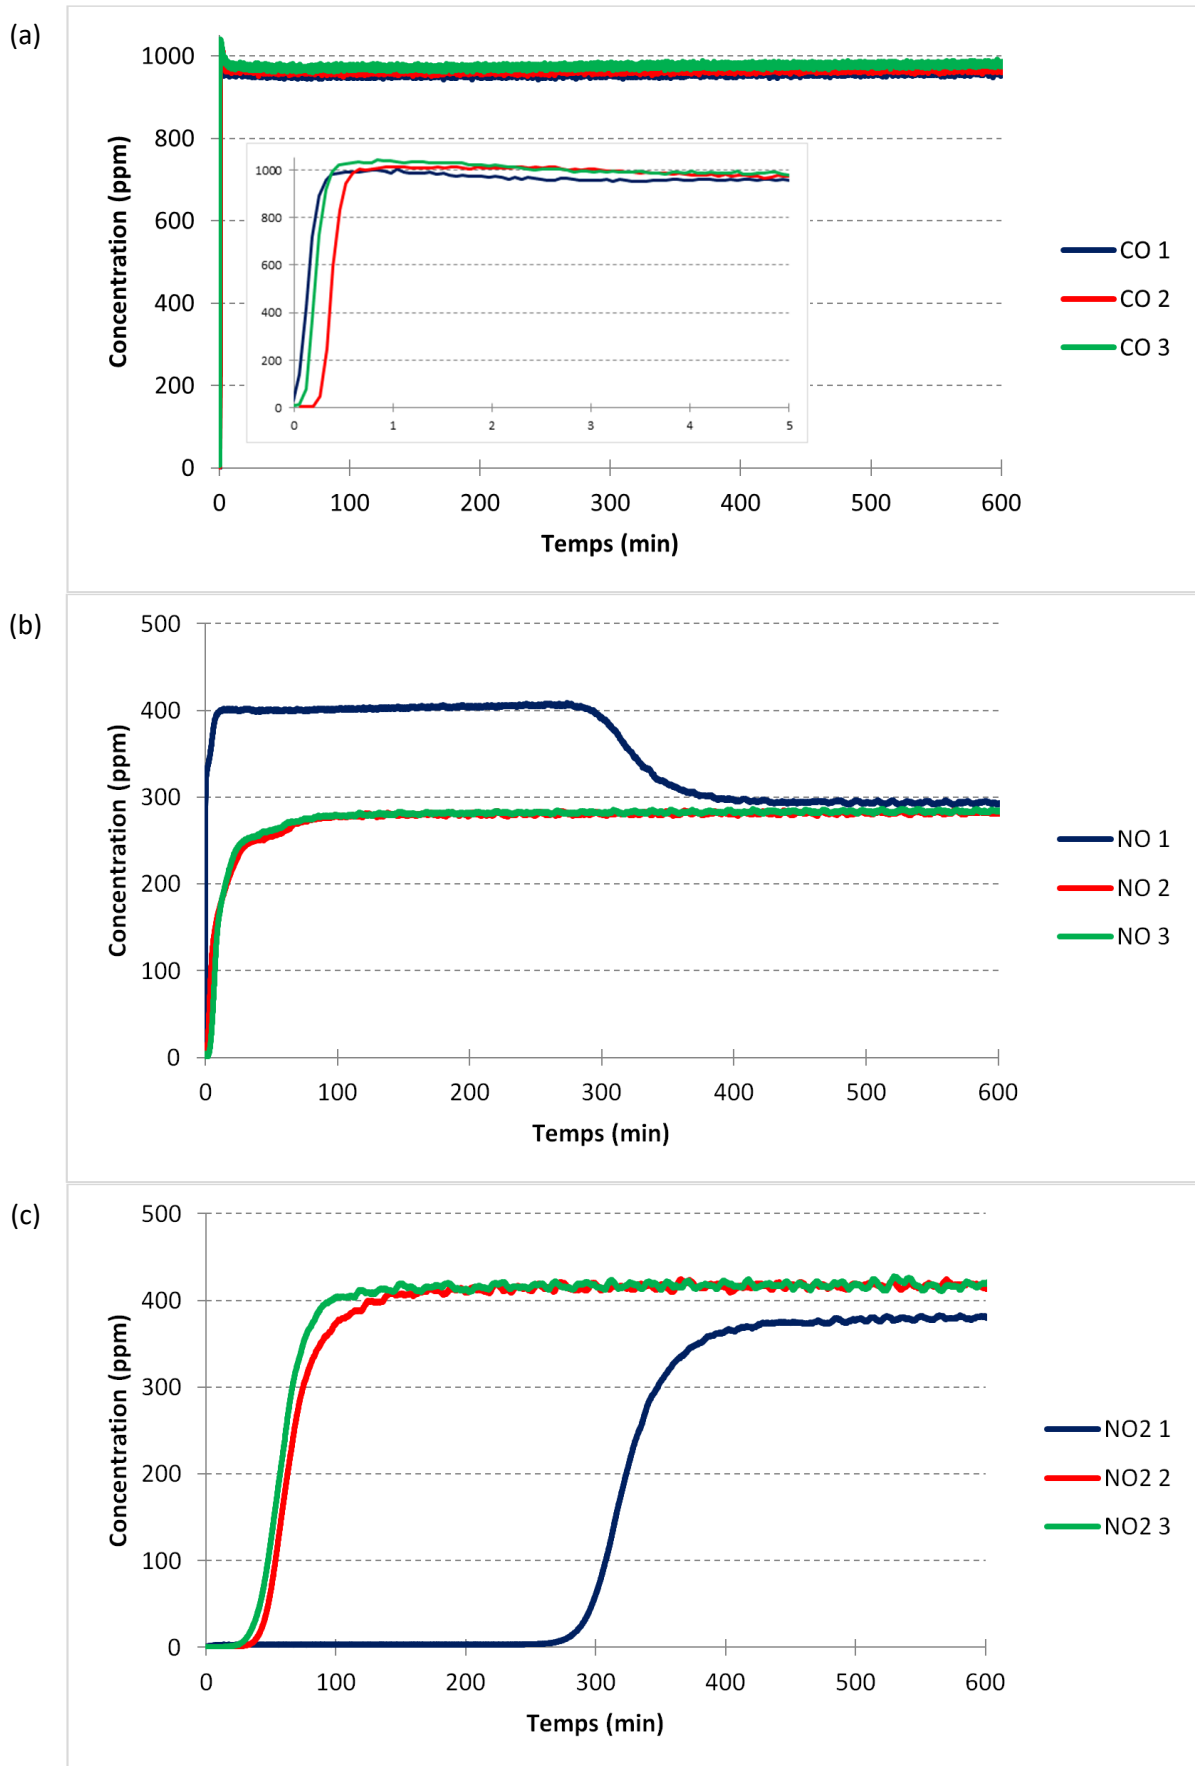 (a)
Concentration (ppm)
1000
800
600
400
200
0
1000
800
600
400
200
0
0 1 2 3 4 5
0 100 200 300 400 500 600
Temps (min)
CO 1
CO 2
CO 3
(b)
Concentration (ppm)
500
400
300
200
100
0
0 100 200 300 400 500 600
Temps (min)
NO 1
NO 2
NO 3
(c)
Concentration (ppm)
500
400
300
200
100
0
0 100 200 300 400 500 600
Temps (min)
NO2 1
NO2 2
NO2 3